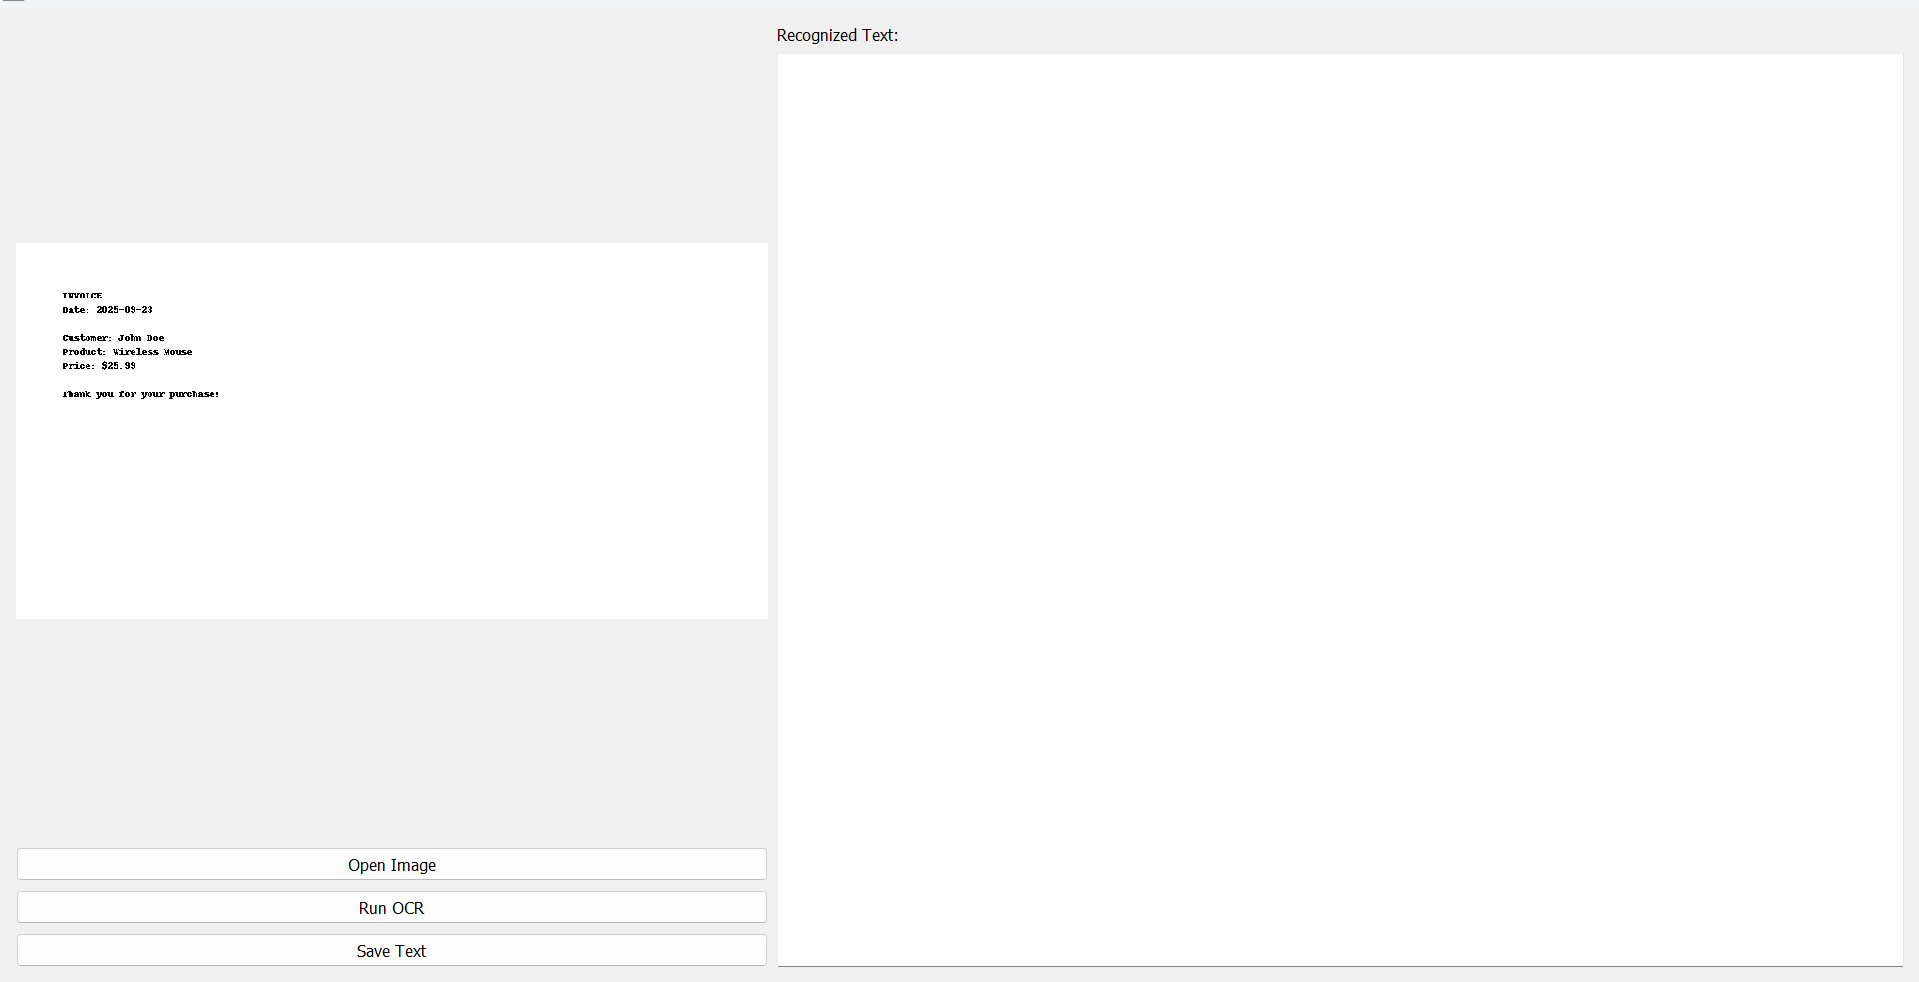 Recognized Text:
INVOICE
Date: 2025-09-23
Customer: John Doe
Product: Wireless Mouse
Price: $25.99
Thank you for your purchase!
Open Image
Run OCR
Save Text